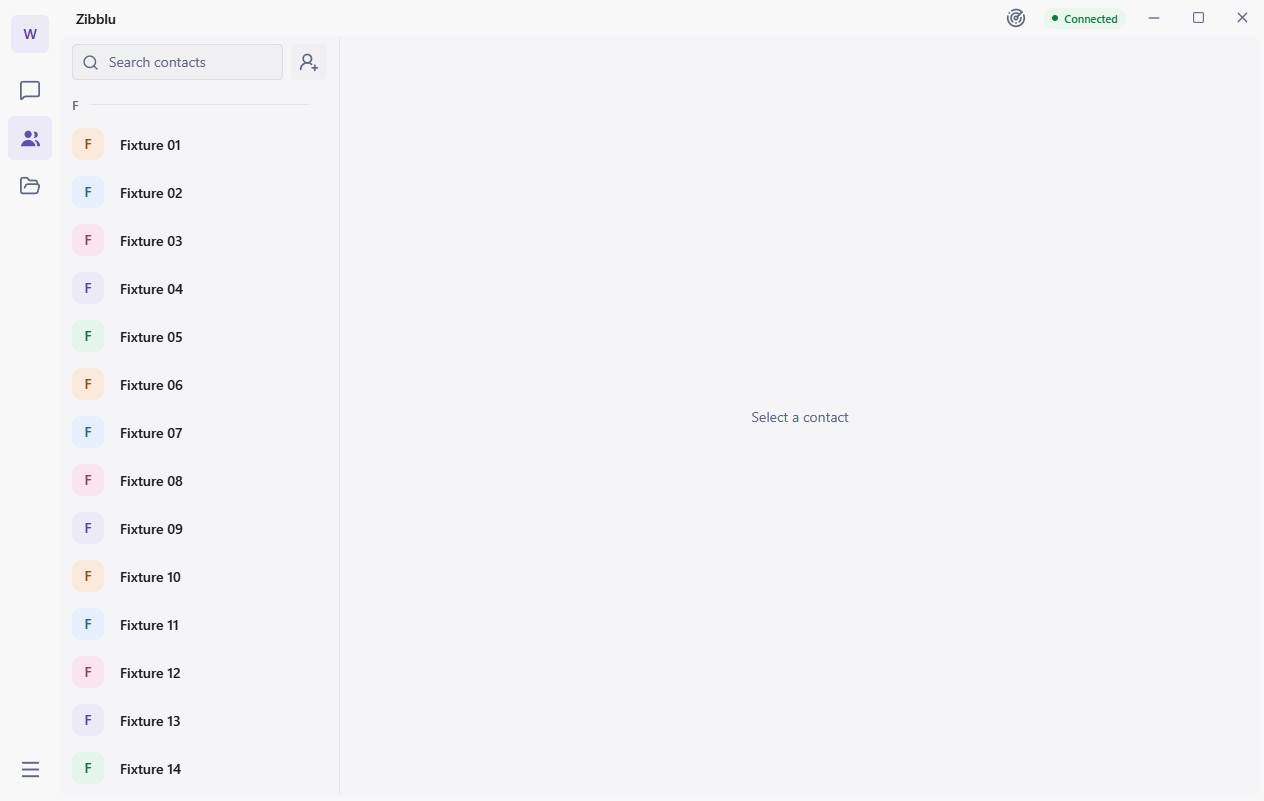 W
Zibblu
Connected
Search contacts
F
F Fixture 01
F Fixture 02
F Fixture 03
F Fixture 04
F Fixture 05
F Fixture 06
F Fixture 07
F Fixture 08
F Fixture 09
F Fixture 10
F Fixture 11
F Fixture 12
F Fixture 13
F Fixture 14
Select a contact